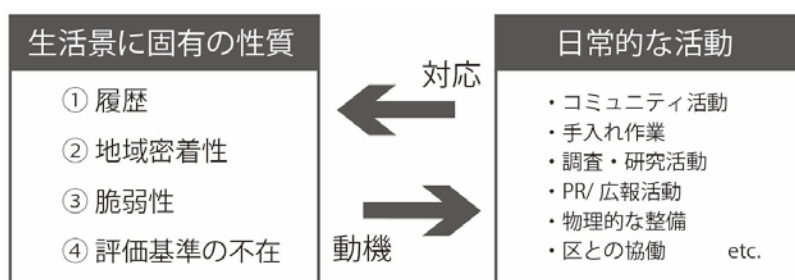 生活景に固有の性質
① 履歴
② 地域密着性
③ 脆弱性
④ 評価基準の不在
対応
動機
日常的な活動
・コミュニティ活動
・手入れ作業
・調査・研究活動
・PR/ 広報活動
・物理的な整備
・区との協働 etc.